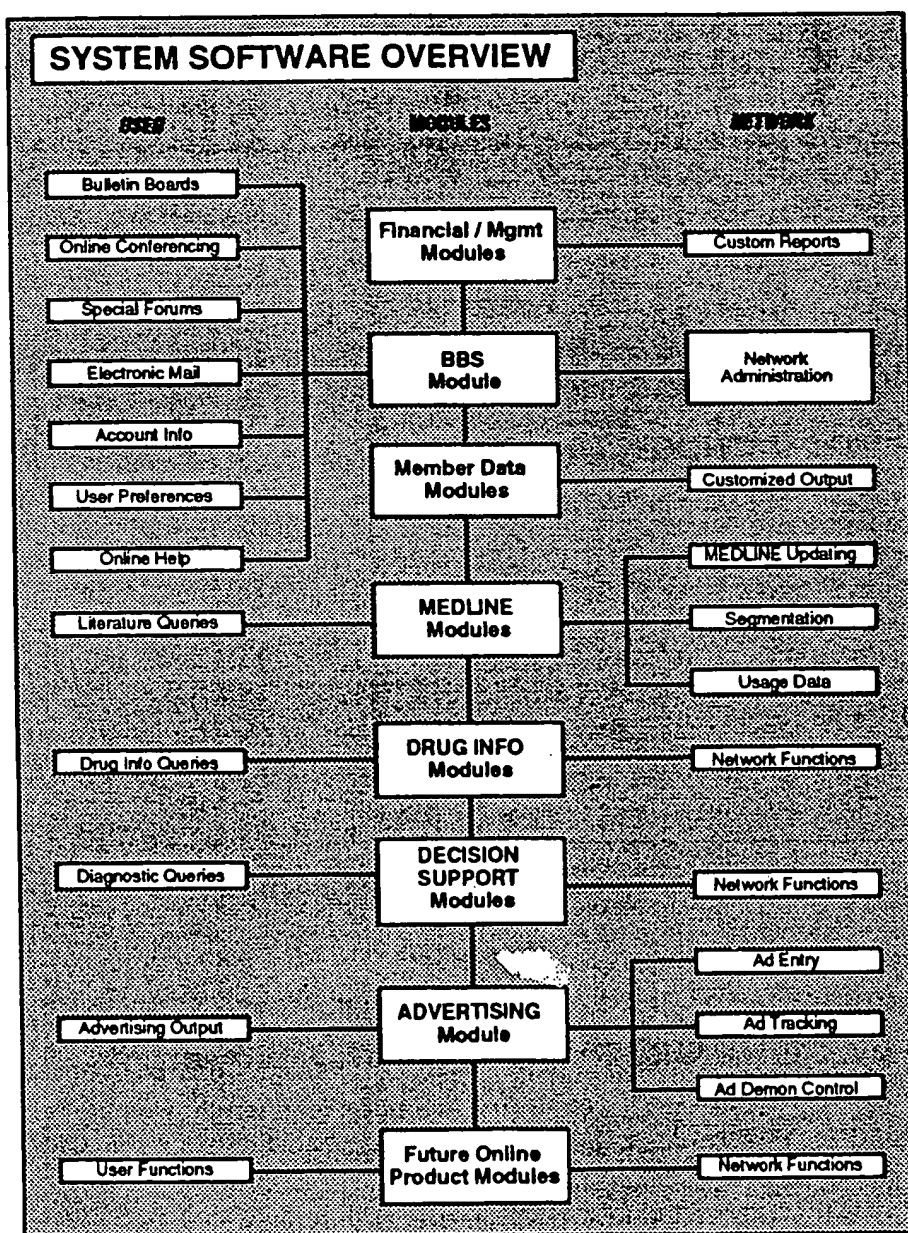 SYSTEM SOFTWARE OVERVIEW
USER
MODULES
NETWORK
Bulletin Boards
Online Conferencing
Special Forums
Electronic Mail
Account Info
User Preferences
Online Help
Literature Queries
Drug Info Queries
Diagnostic Queries
Advertising Output
User Functions
Financial / Mgmt
Modules
BBS
Module
Member Data
Modules
MEDLINE
Modules
DRUG INFO
Modules
DECISION
SUPPORT
Modules
ADVERTISING
Module
Future Online
Product Modules
Custom Reports
Network
Administration
Customized Output
MEDLINE Updating
Segmentation
Usage Data
Network Functions
Network Functions
Ad Entry
Ad Tracking
Ad Demon Control
Network Functions